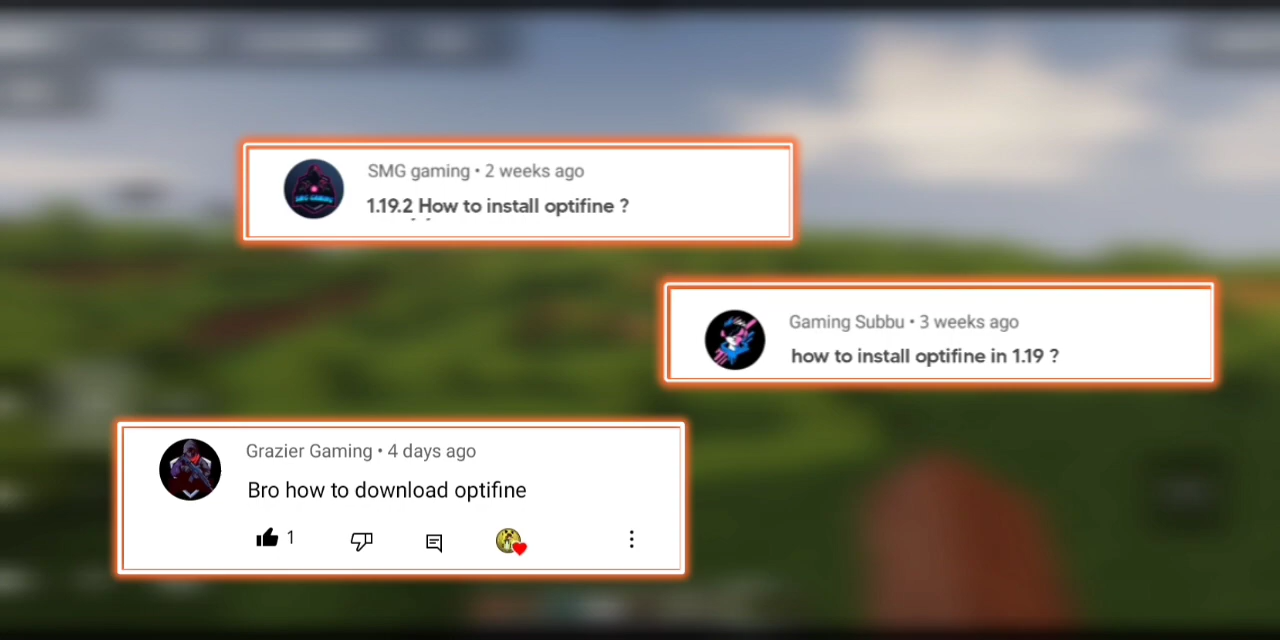 SMG gaming • 2 weeks ago
1.19.2 How to install optifine ?
Gaming Subbu • 3 weeks ago
how to install optifine in 1.19 ?
Grazier Gaming • 4 days ago
Bro how to download optifine
1